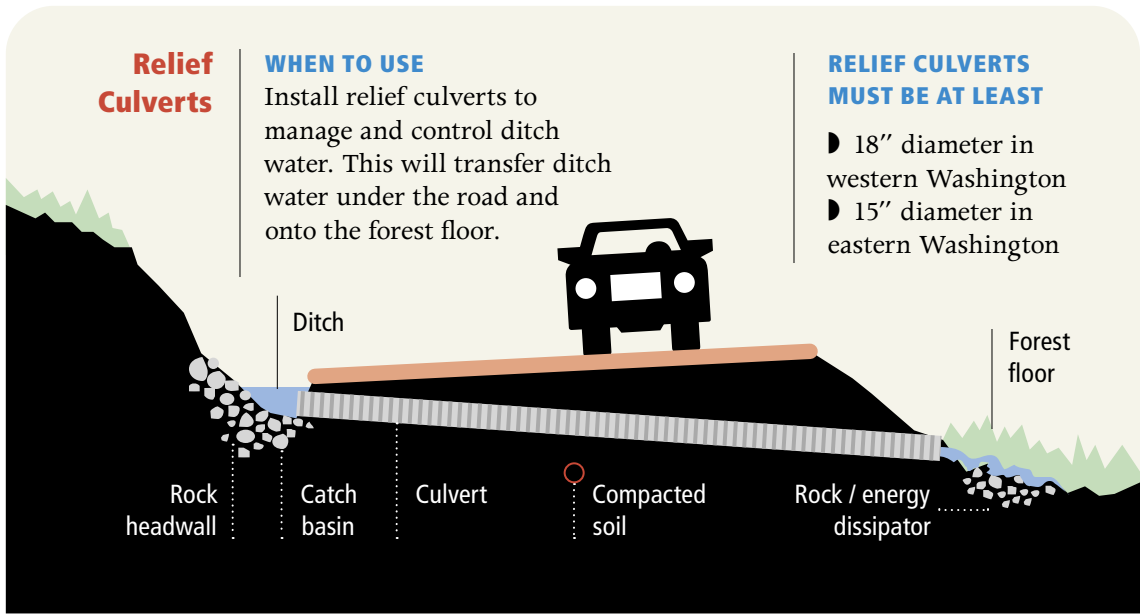 Relief
Culverts
WHEN TO USE
Install relief culverts to
manage and control ditch
water. This will transfer ditch
water under the road and
onto the forest floor.
RELIEF CULVERTS
MUST BE AT LEAST
◗ 18″ diameter in
western Washington
◗ 15″ diameter in
eastern Washington
Ditch
Forest
floor
Rock
headwall
Catch
basin
Culvert
Compacted
soil
Rock / energy
dissipator